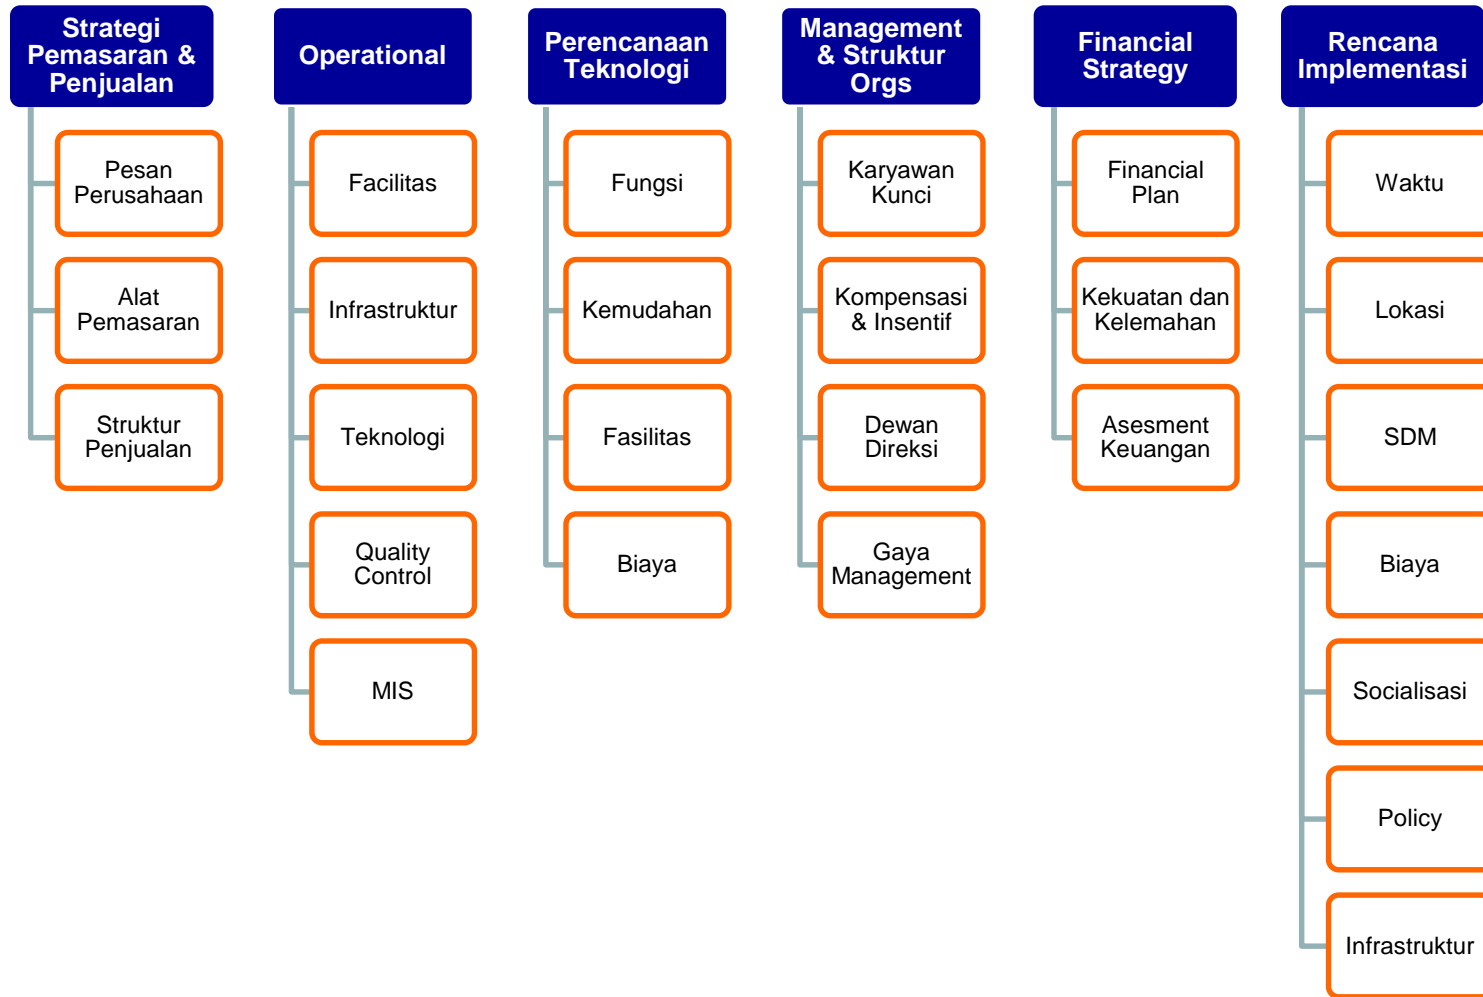 Strategi
Pemasaran &
Penjualan
Pesan
Perusahaan
Alat
Pemasaran
Struktur
Penjualan
Operational
Facilitas
Infrastruktur
Teknologi
Quality
Control
MIS
Perencanaan
Teknologi
Fungsi
Kemudahan
Fasilitas
Biaya
Management
& Struktur
Orgs
Karyawan
Kunci
Kompensasi
& Insentif
Dewan
Direksi
Gaya
Management
Financial
Strategy
Financial
Plan
Kekuatan dan
Kelemahan
Asesment
Keuangan
Rencana
Implementasi
Waktu
Lokasi
SDM
Biaya
Socialisasi
Policy
Infrastruktur